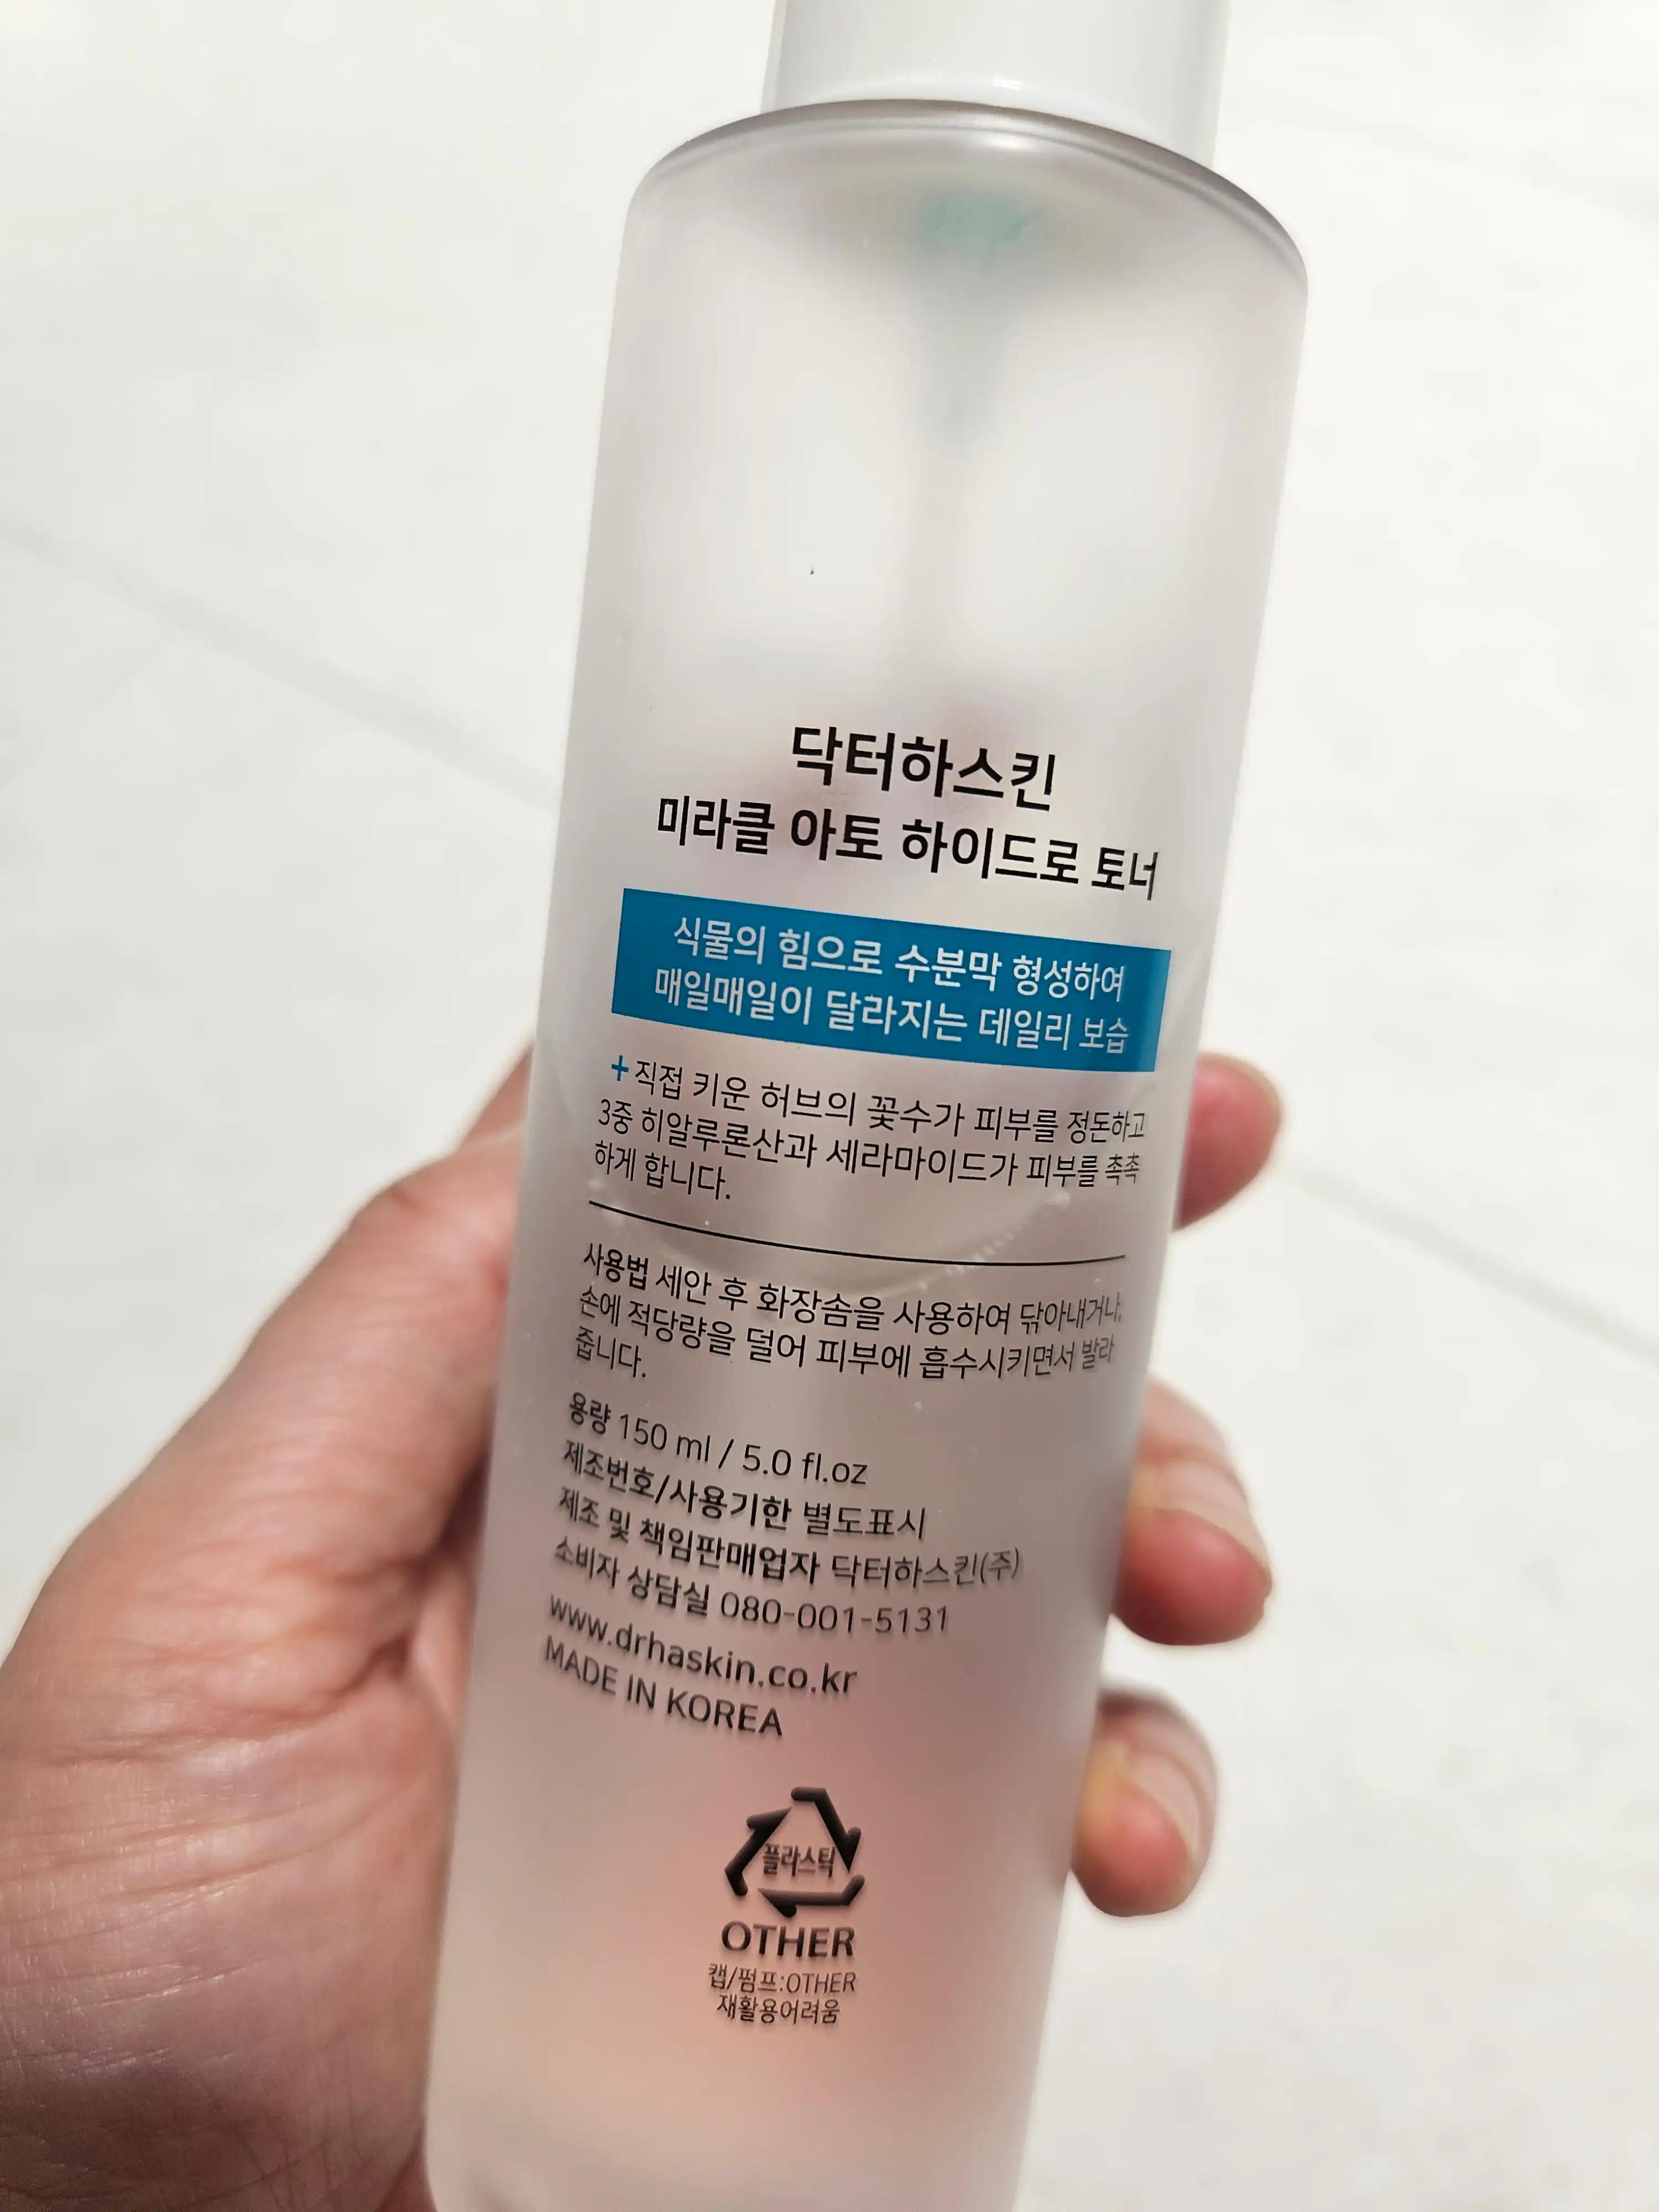 닥터하스킨
미라클 아토 하이드로 토너
식물의 힘으로 수분막 형성하여
매일매일이 달라지는 데일리 보습
+직접 키운 허브의 꽃수가 피부를 정돈하고
3중 히알루론산과 세라마이드가 피부를 촉촉
하게 합니다.
사용법 세안 후 화장솜을 사용하여 닦아내거나,
손에 적당량을 덜어 피부에 흡수시키면서 발라
줍니다.
용량 150 ml / 5.0 fl.oz
제조번호/사용기한 별도표시
제조 및 책임판매업자 닥터하스킨(주)
소비자 상담실 080-001-5131
www.drhaskin.co.kr
MADE IN KOREA
플라스틱
OTHER
캡/펌프:OTHER
재활용어려움